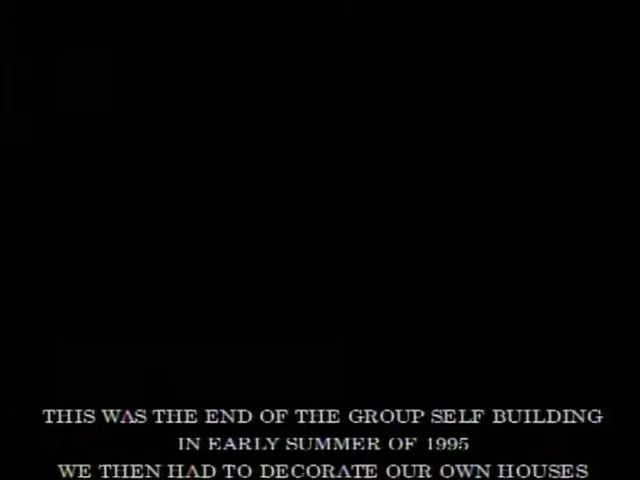 THIS WAS THE END OF THE GROUP SELF BUILDING
IN EARLY SUMMER OF 1995
WE THEN HAD TO DECORATE OUR OWN HOUSES